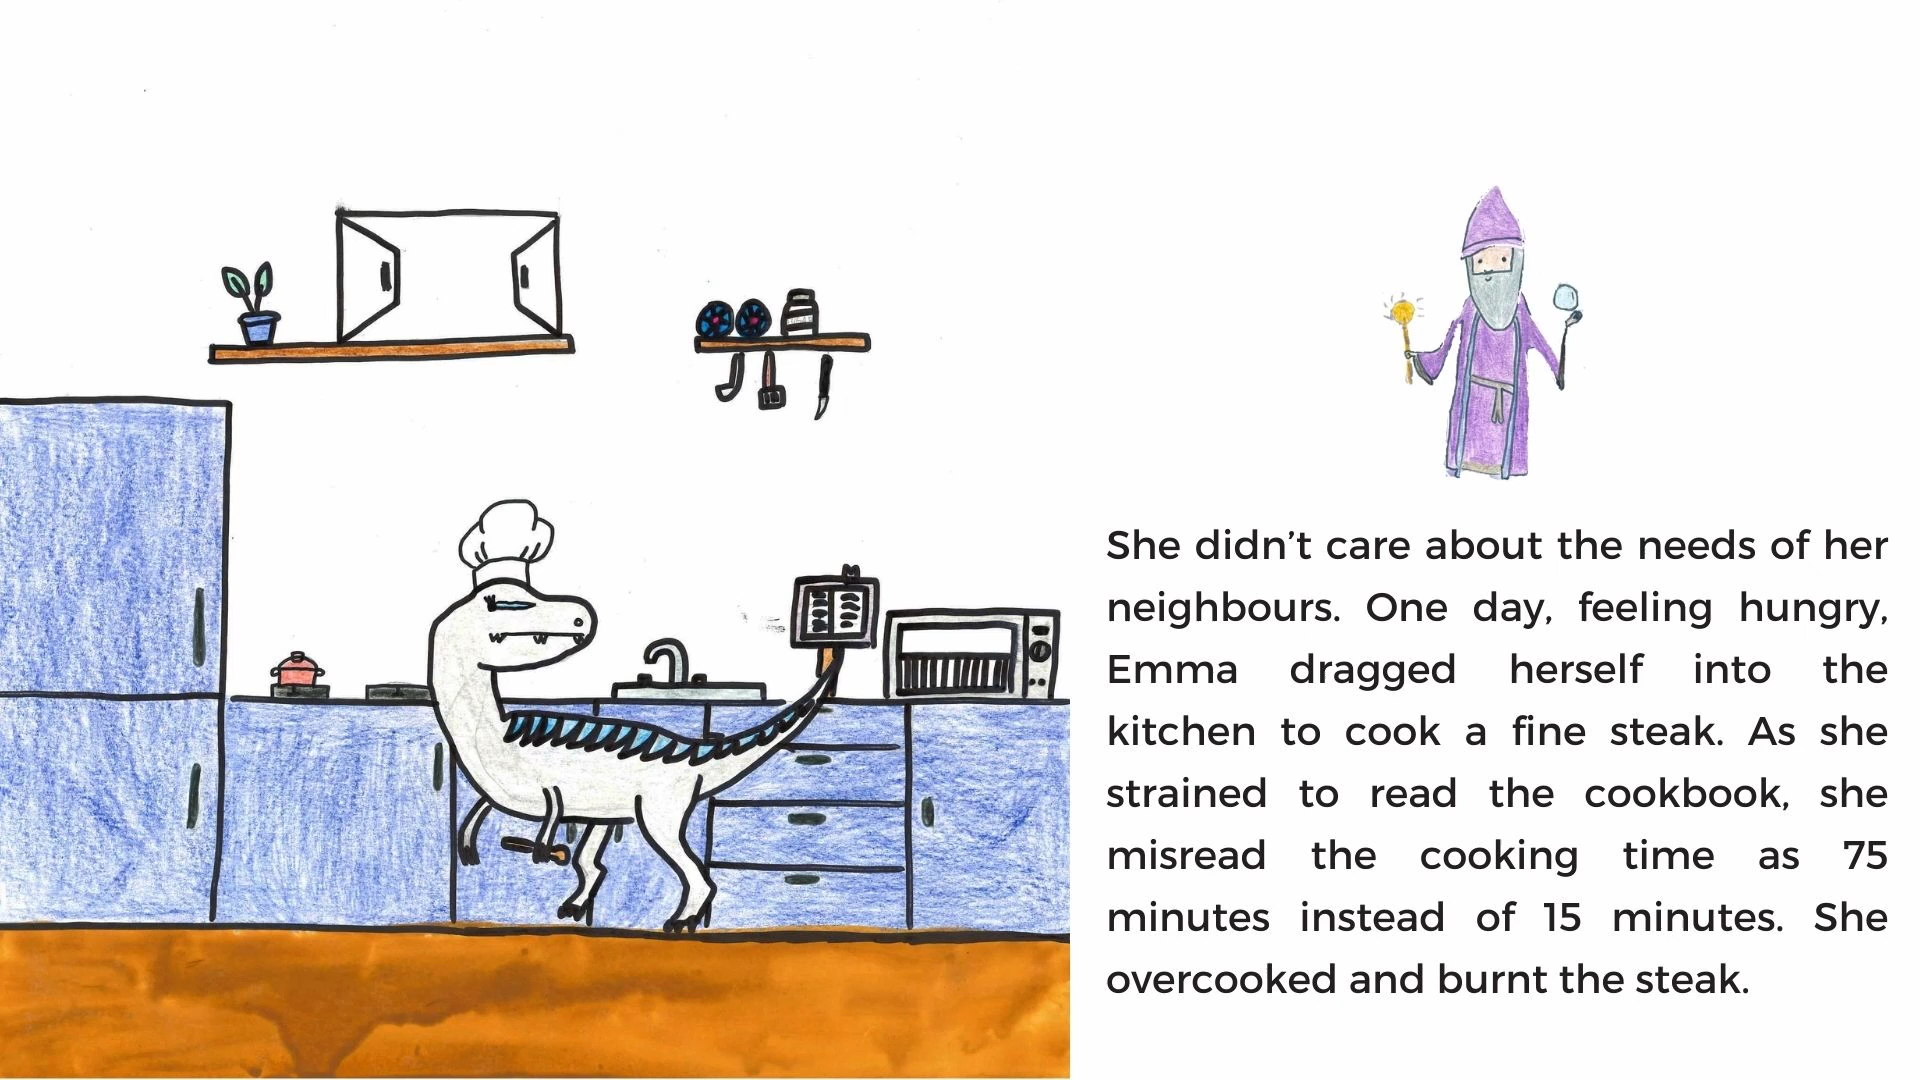 She didn’t care about the needs of her
neighbours. One day, feeling hungry,
Emma dragged herself into the
kitchen to cook a fine steak. As she
strained to read the cookbook, she
misread the cooking time as 75
minutes instead of 15 minutes. She
overcooked and burnt the steak.